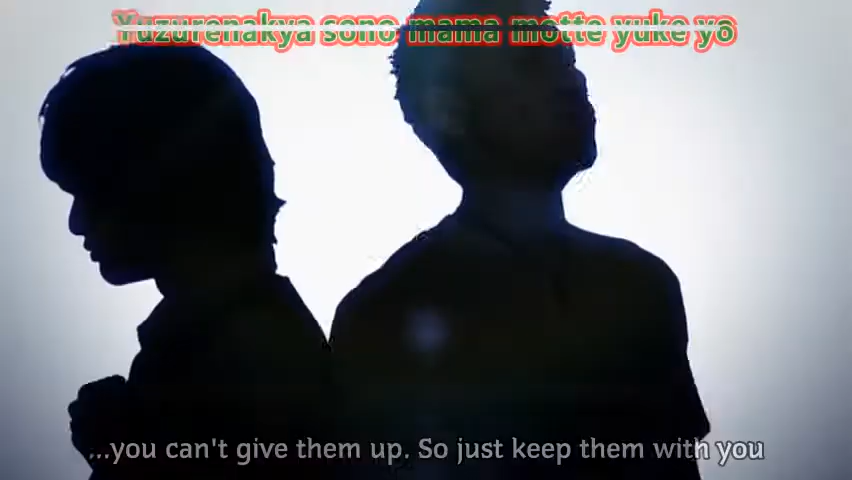 Yuzurenakya sono mama motte yuke yo
...you can't give them up. So just keep them with you